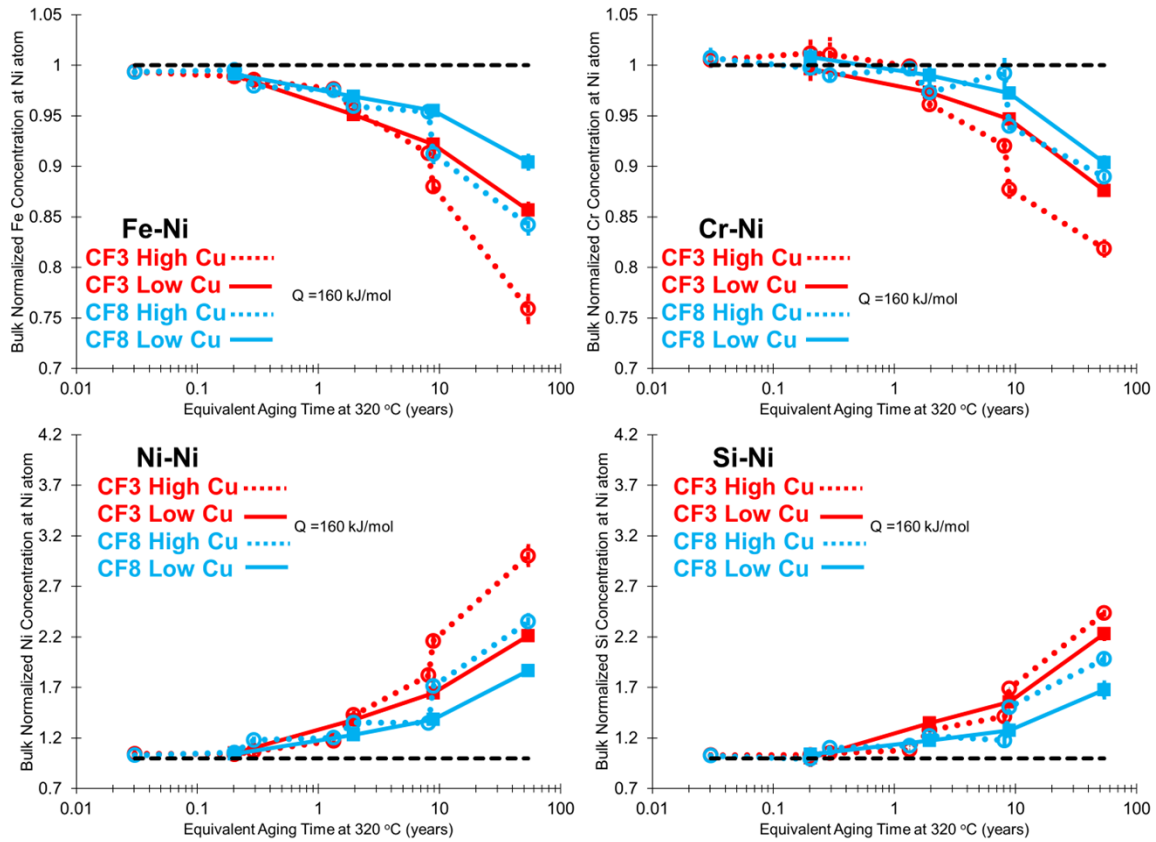 1.05
1
0.95
0.9
0.85
0.8
0.75
0.7
Bulk Normalized Fe Concentration at Ni atom
Fe-Ni
CF3 High Cu
CF3 Low Cu
CF8 High Cu
CF8 Low Cu
Q =160 kJ/mol
0.01 0.1 1 10 100
Equivalent Aging Time at 320 °C (years)
1.05
1
0.95
0.9
0.85
0.8
0.75
0.7
Bulk Normalized Cr Concentration at Ni atom
Cr-Ni
CF3 High Cu
CF3 Low Cu
CF8 High Cu
CF8 Low Cu
Q =160 kJ/mol
0.01 0.1 1 10 100
Equivalent Aging Time at 320 °C (years)
4.2
3.7
3.2
2.7
2.2
1.7
1.2
0.7
Bulk Normalized Ni Concentration at Ni atom
Ni-Ni
CF3 High Cu
CF3 Low Cu
CF8 High Cu
CF8 Low Cu
Q =160 kJ/mol
0.01 0.1 1 10 100
Equivalent Aging Time at 320 °C (years)
4.2
3.7
3.2
2.7
2.2
1.7
1.2
0.7
Bulk Normalized Si Concentration at Ni atom
Si-Ni
CF3 High Cu
CF3 Low Cu
CF8 High Cu
CF8 Low Cu
Q =160 kJ/mol
0.01 0.1 1 10 100
Equivalent Aging Time at 320 °C (years)